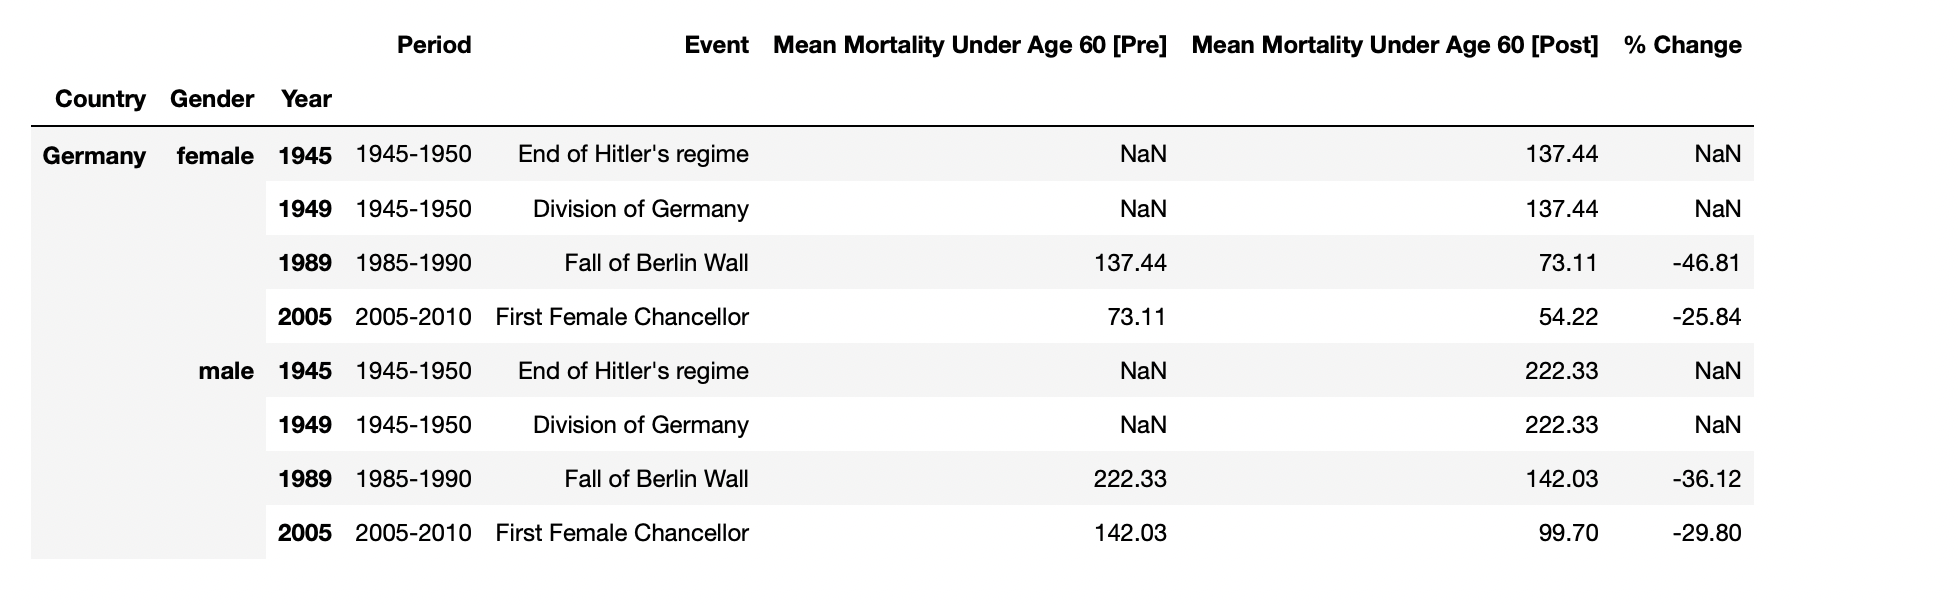 Period Event Mean Mortality Under Age 60 [Pre] Mean Mortality Under Age 60 [Post] % Change
Country Gender Year
Germany female 1945 1945-1950 End of Hitler's regime NaN 137.44 NaN
1949 1945-1950 Division of Germany NaN 137.44 NaN
1989 1985-1990 Fall of Berlin Wall 137.44 73.11 -46.81
2005 2005-2010 First Female Chancellor 73.11 54.22 -25.84
male 1945 1945-1950 End of Hitler's regime NaN 222.33 NaN
1949 1945-1950 Division of Germany NaN 222.33 NaN
1989 1985-1990 Fall of Berlin Wall 222.33 142.03 -36.12
2005 2005-2010 First Female Chancellor 142.03 99.70 -29.80